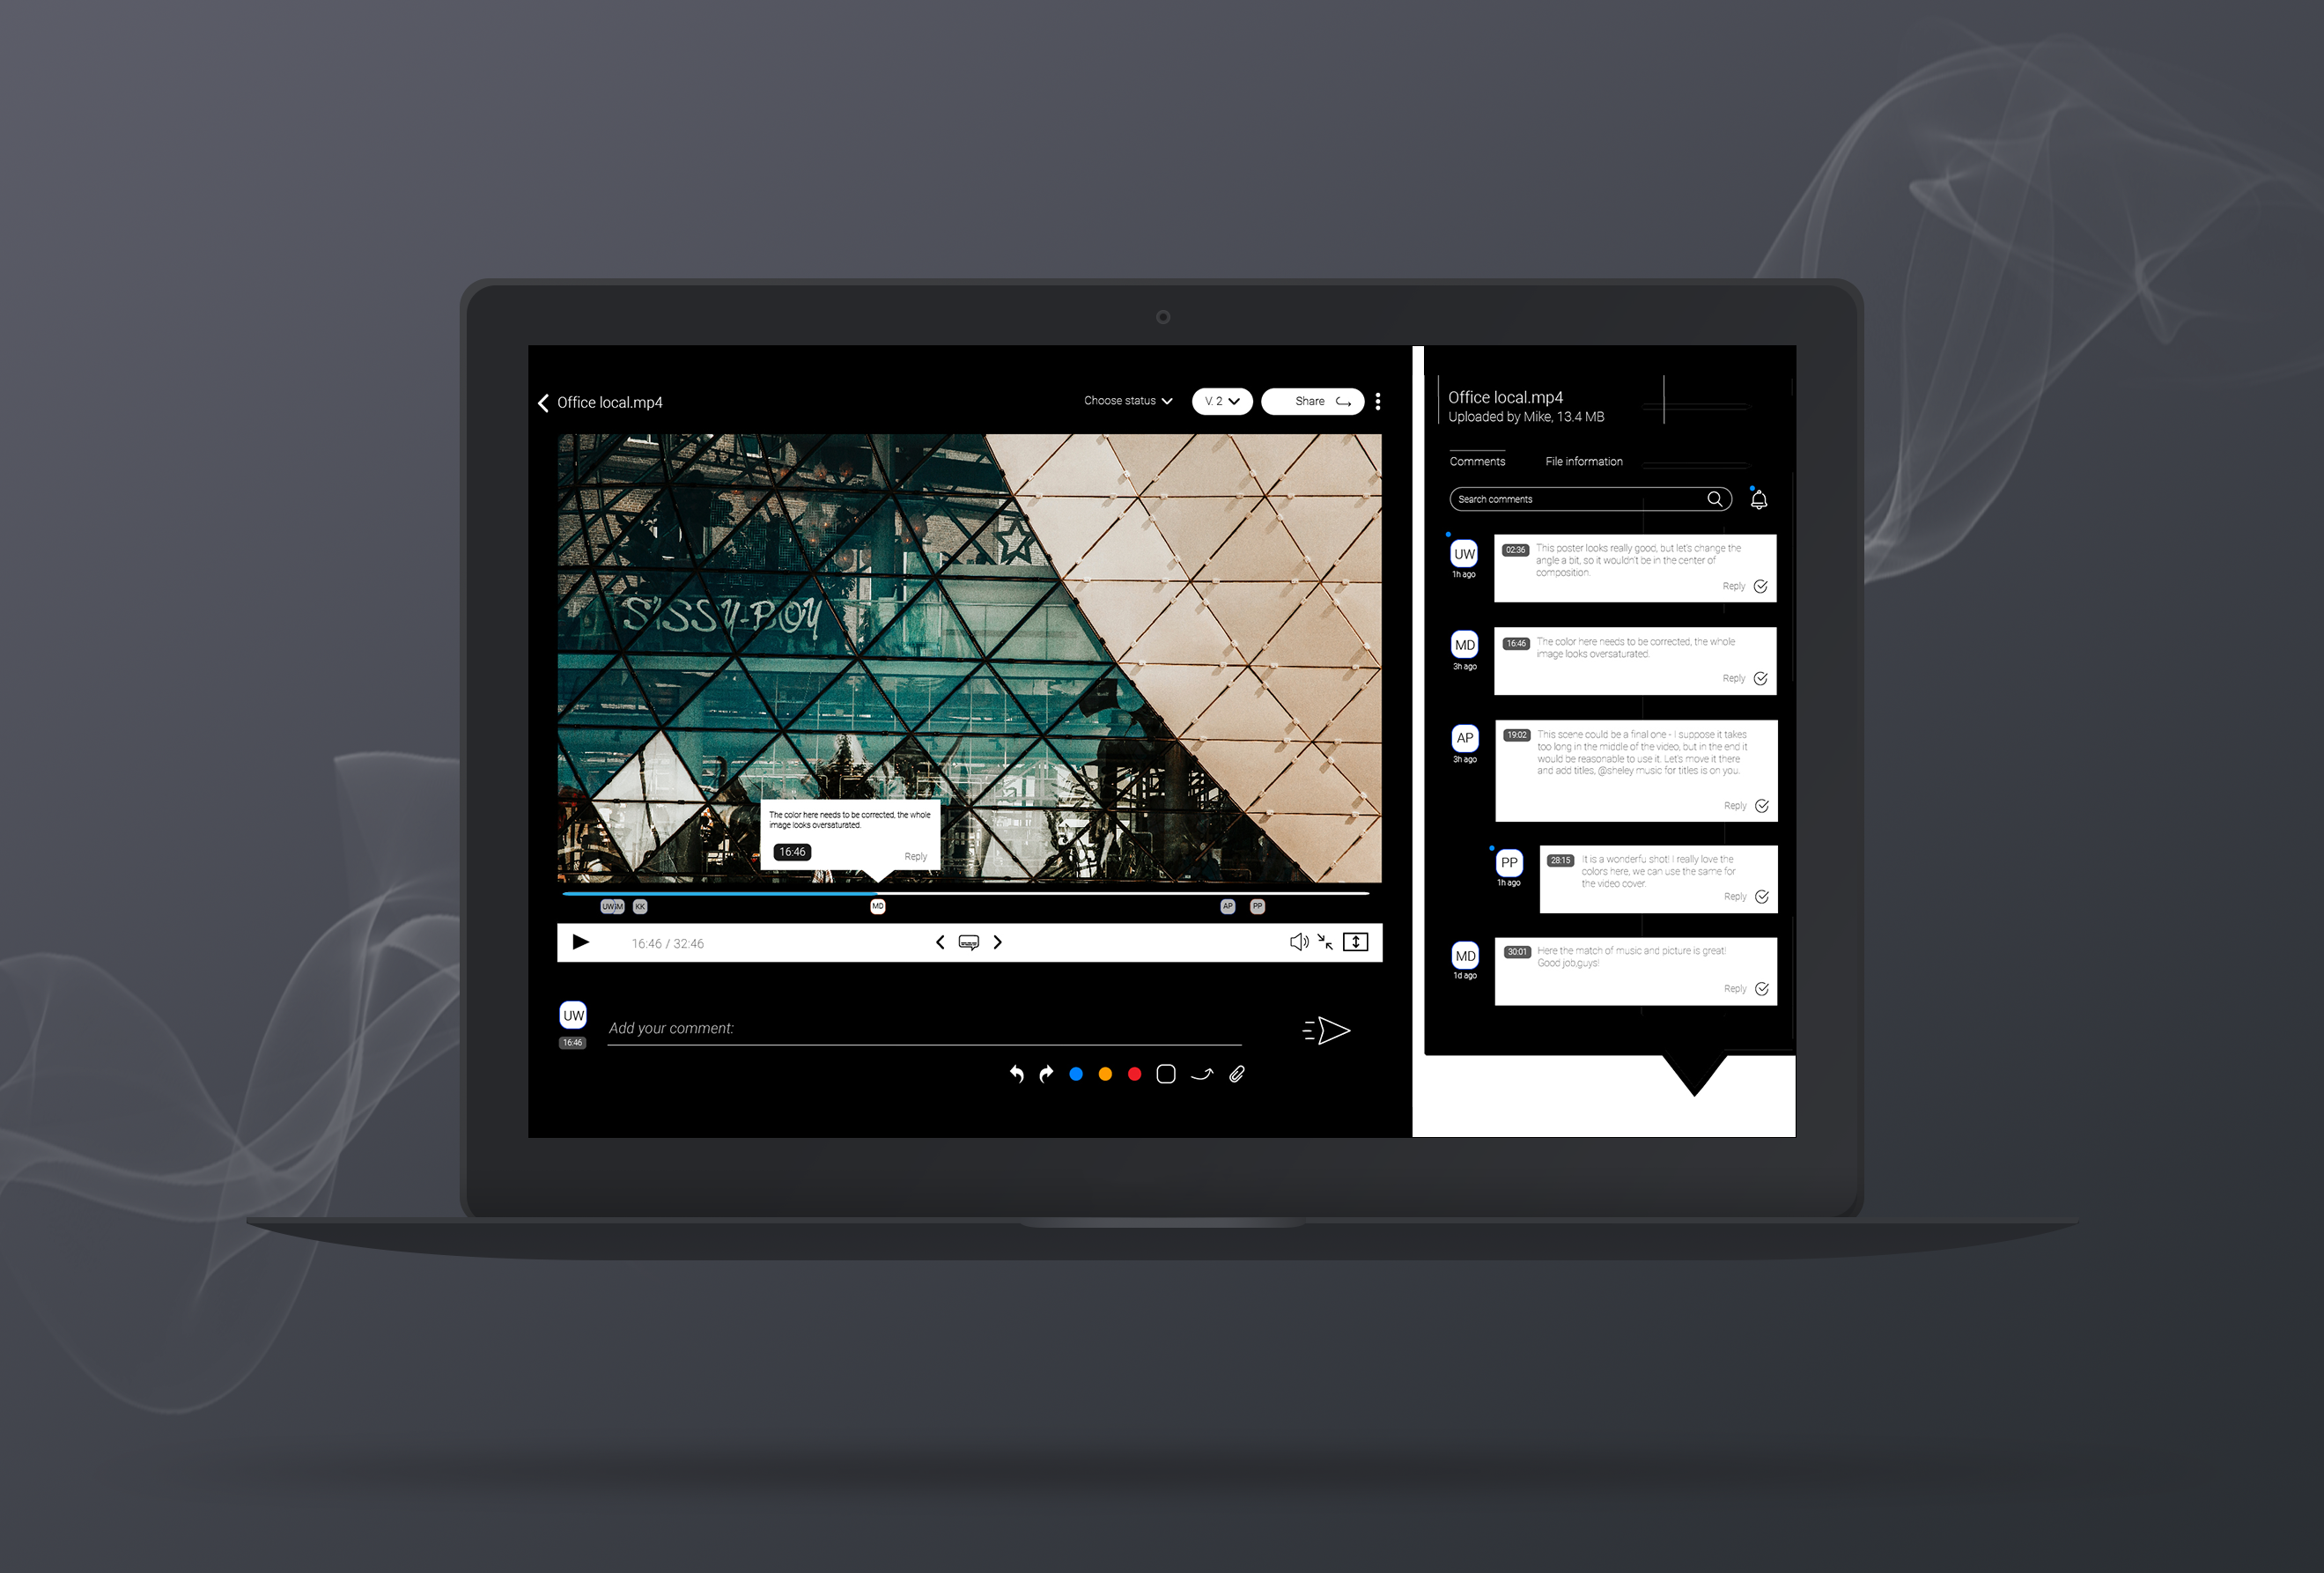 Office local.mp4
Choose status
V. 2
Share
S'SSY-BOY
The color here needs to be corrected, the whole
image looks oversaturated.
16:46
Reply
UW
M
KK
MD
AP
PP
16:46 / 32:46
UW
16:46
Add your comment:
Office local.mp4
Uploaded by Mike, 13.4 MB
Comments
File information
Search comments
UW
1h ago
02:36
This poster looks really good, but let's change the
angle a bit, so it wouldn't be in the center of
composition.
Reply
MD
3h ago
16:46
The color here needs to be corrected, the whole
image looks oversaturated.
Reply
AP
3h ago
19:02
This scene could be a final one - I suppose it takes
too long in the middle of the video, but in the end it
would be reasonable to use it. Let's move it there
and add titles, @sheley music for titles is on you.
Reply
PP
1h ago
28:15
It is a wonderfu shot! I really love the
colors here, we can use the same for
the video cover.
Reply
MD
1d ago
30:01
Here the match of music and picture is great!
Good job,guys!
Reply